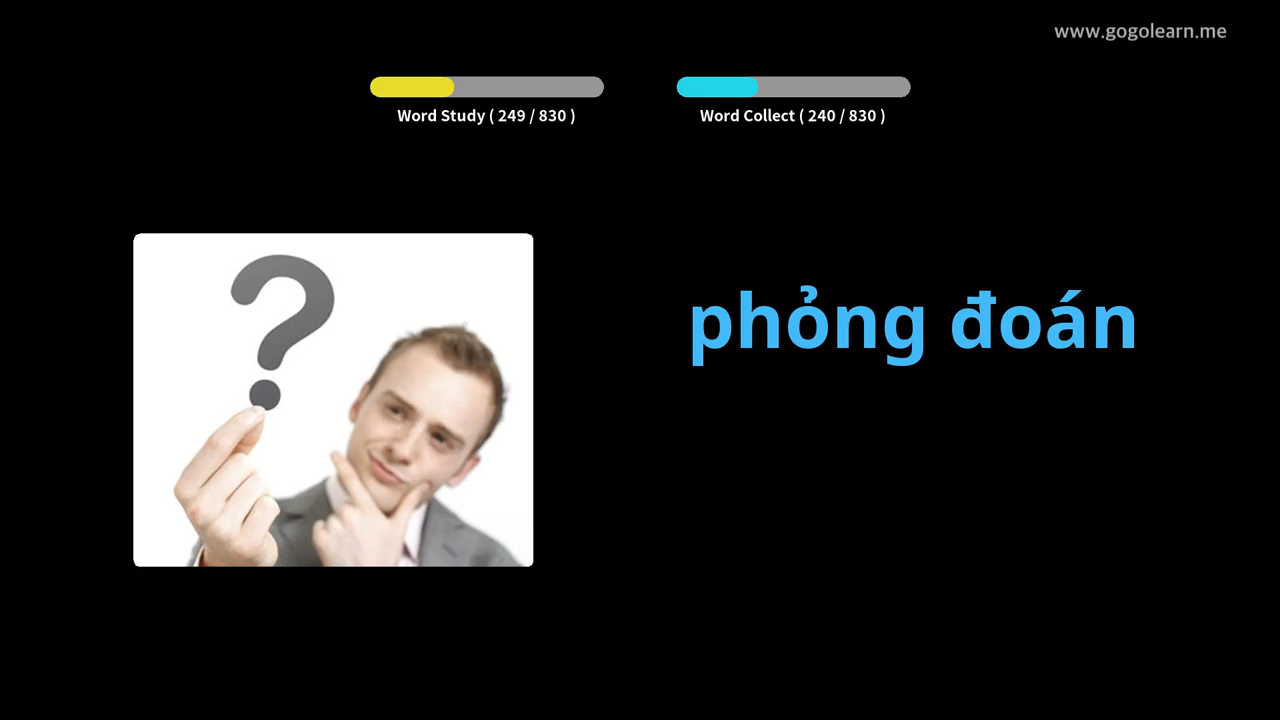 www.gogolearn.me
Word Study ( 249 / 830 )
Word Collect ( 240 / 830 )
?
phỏng đoán